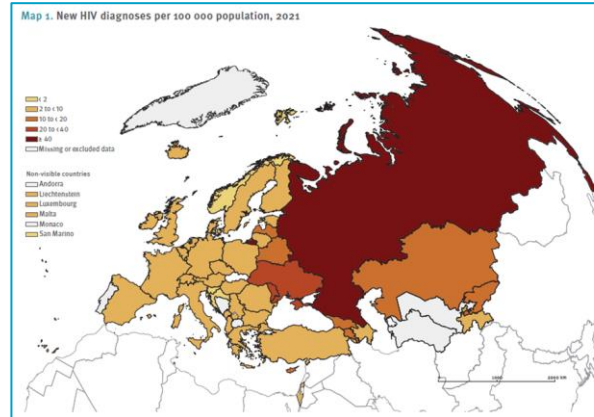 Map 1. New HIV diagnoses per 100 000 population, 2021
< 2
2 to <10
10 to < 20
20 to <40
≥ 40
Missing or excluded data
Non-visible countries
Andorra
Liechtenstein
Luxembourg
Malta
Monaco
San Marino